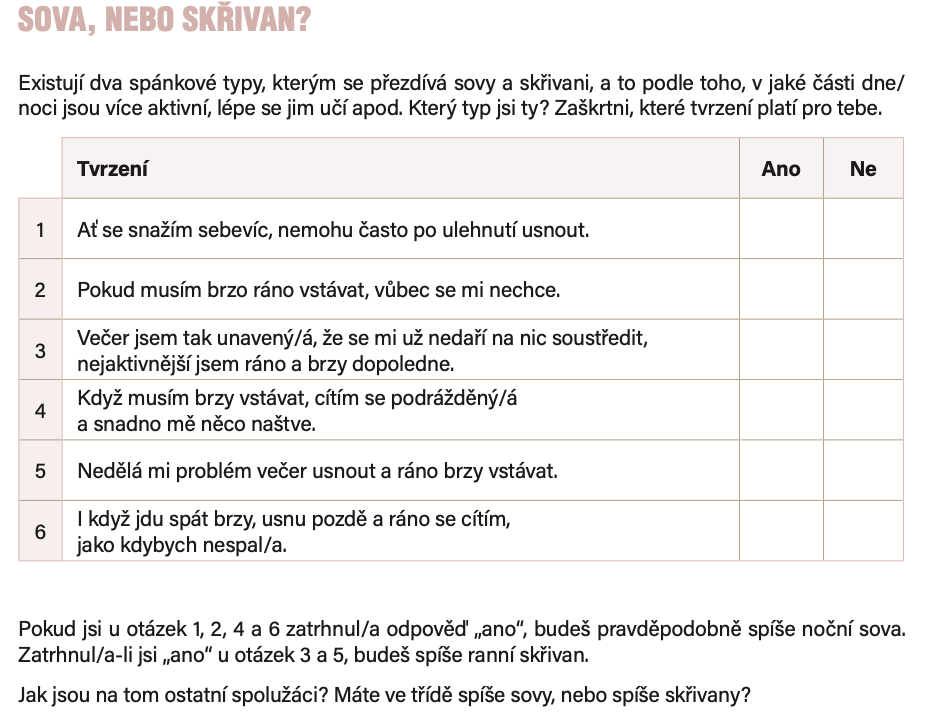 SOVA, NEBO SKŘIVAN?
Existují dva spánkové typy, kterým se přezdívá sovy a skřivani, a to podle toho, v jaké části dne/
noci jsou více aktivní, lépe se jim učí apod. Který typ jsi ty? Zaškrtni, které tvrzení platí pro tebe.
Tvrzení Ano Ne
1 Ať se snažím sebevíc, nemohu často po ulehnutí usnout.
2 Pokud musím brzo ráno vstávat, vůbec se mi nechce.
3 Večer jsem tak unavený/á, že se mi už nedaří na nic soustředit,
nejaktivnější jsem ráno a brzy dopoledne.
4 Když musím brzy vstávat, cítím se podrážděný/á
a snadno mě něco naštve.
5 Nedělá mi problém večer usnout a ráno brzy vstávat.
6 I když jdu spát brzy, usnu pozdě a ráno se cítím,
jako kdybych nespal/a.
Pokud jsi u otázek 1, 2, 4 a 6 zatrhnul/a odpověď „ano“, budeš pravděpodobně spíše noční sova.
Zatrhnul/a-li jsi „ano“ u otázek 3 a 5, budeš spíše ranní skřivan.
Jak jsou na tom ostatní spolužáci? Máte ve třídě spíše sovy, nebo spíše skřivany?